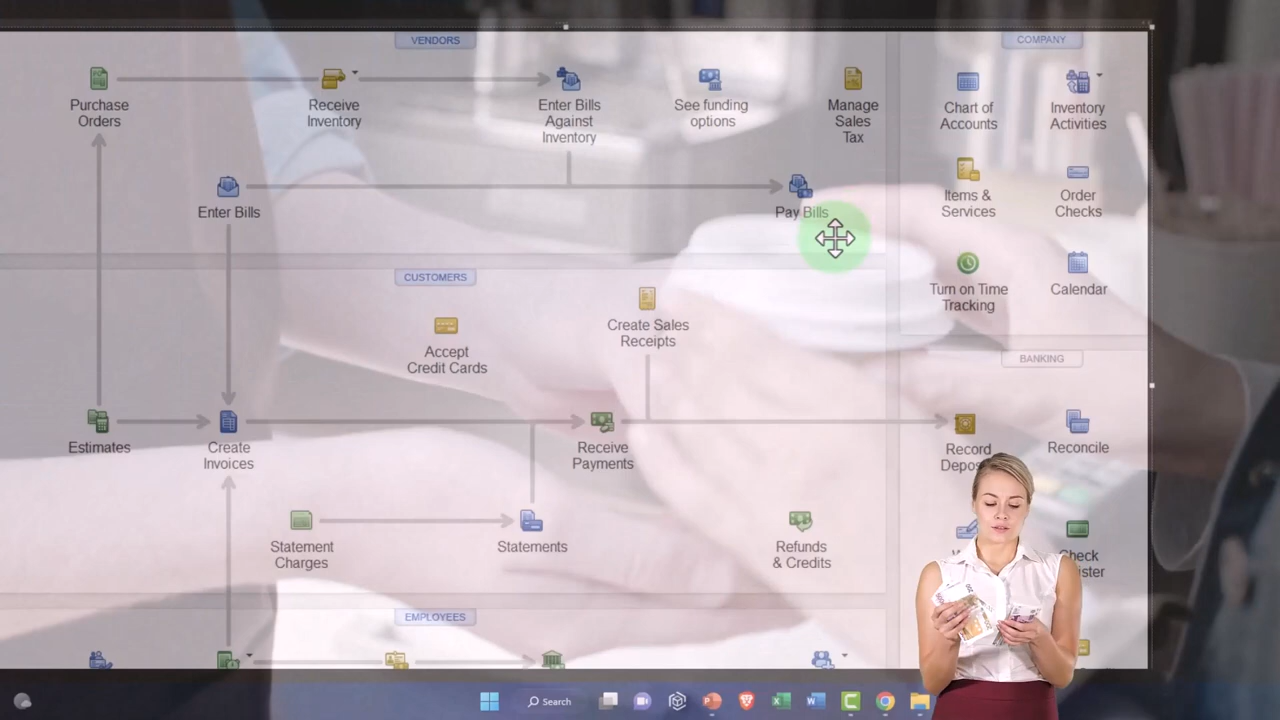 VENDORS
COMPANY
Purchase
Orders
Receive
Inventory
Enter Bills
Against
Inventory
See funding
options
Manage
Sales
Tax
Chart of
Accounts
Inventory
Activities
Enter Bills
Pay Bills
Items &
Services
Order
Checks
CUSTOMERS
Turn on Time
Tracking
Calendar
Create Sales
Receipts
Accept
Credit Cards
BANKING
Estimates
Create
Invoices
Receive
Payments
Record
Reconcile
Statement
Charges
Statements
Refunds
& Credits
Check
EMPLOYEES
Search